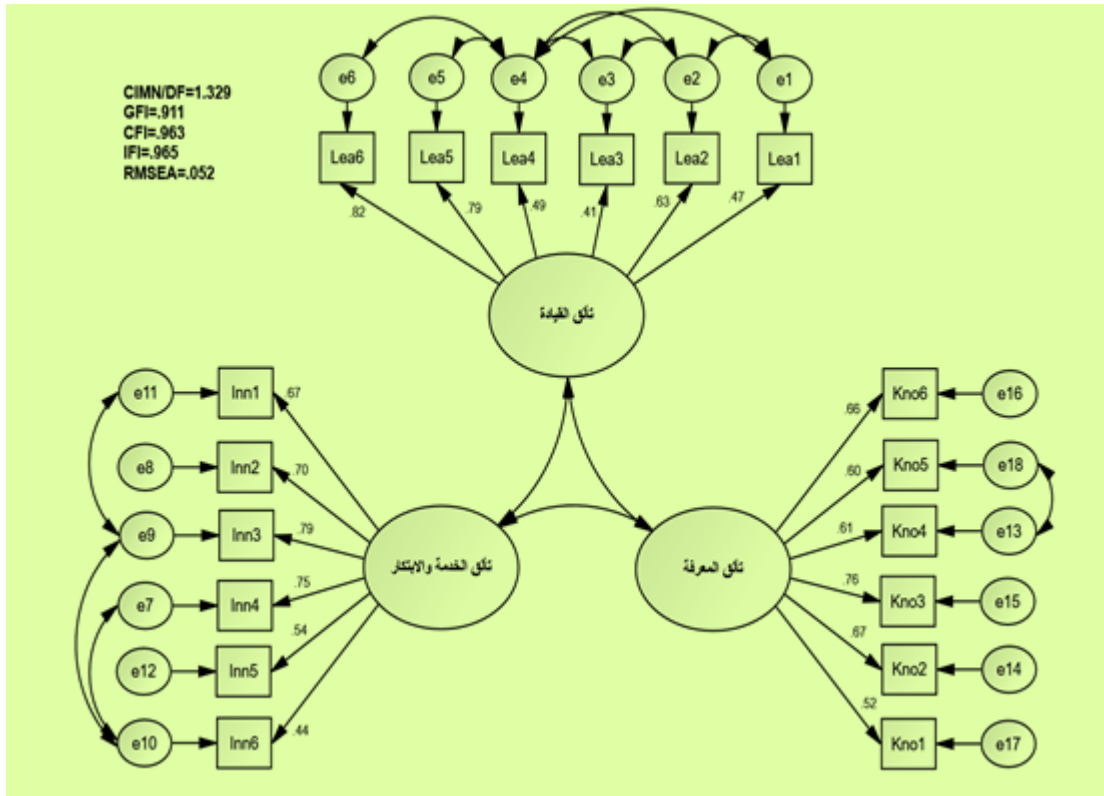 CIMN/DF=1.329
GFI=.911
CFI=.963
IFI=.965
RMSEA=.052
e6 e5 e4 e3 e2 e1
Lea6 Lea5 Lea4 Lea3 Lea2 Lea1
.82 .79 .49 .41 .63 .47
تألق القيادة
e11 Inn1 .67
e8 Inn2 .70
e9 Inn3 .79
e7 Inn4 .75
e12 Inn5 .54
e10 Inn6 .44
تألق الخدمة والابتكار
تألق المعرفة
.66 Kno6 e16
.60 Kno5 e18
.61 Kno4 e13
.76 Kno3 e15
.67 Kno2 e14
.52 Kno1 e17